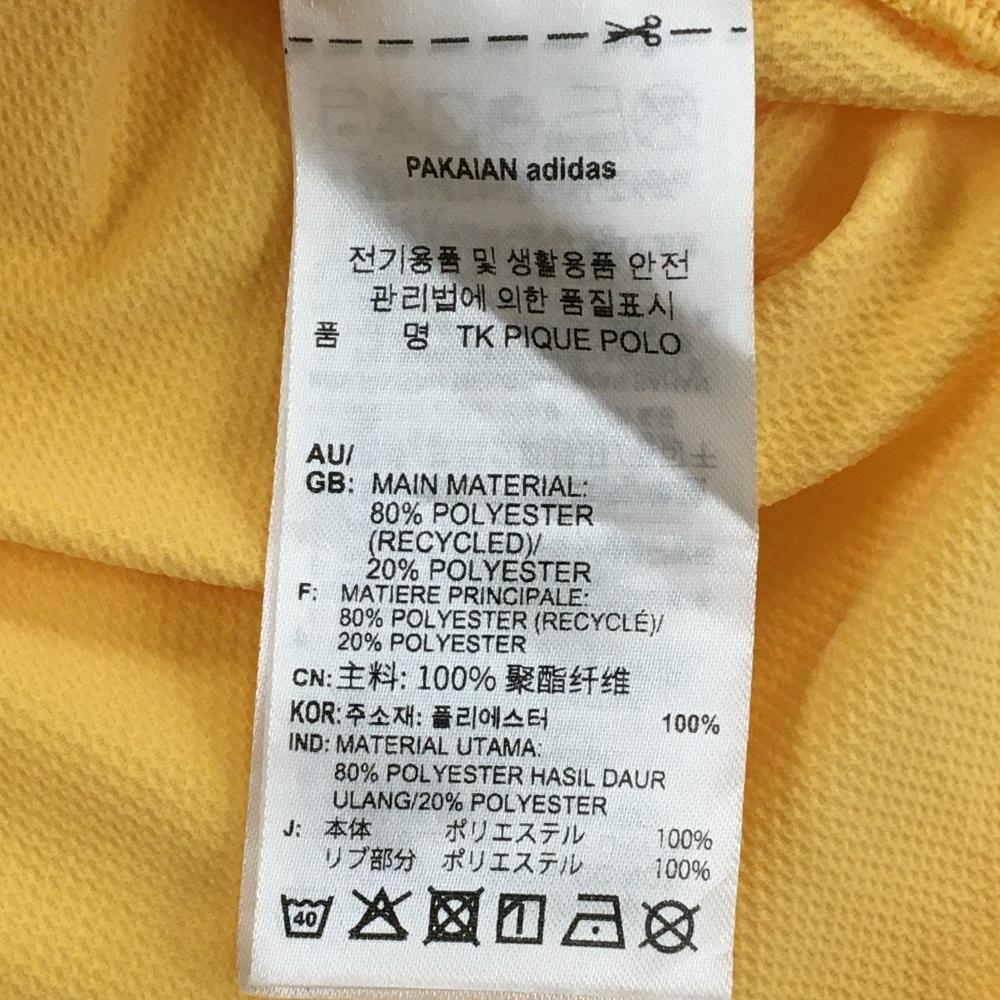 PAKAIAN adidas
전기용품 및 생활용품 안전
관리법에 의한 품질표시
품 명 TK PIQUE POLO
AU/
GB: MAIN MATERIAL:
80% POLYESTER
(RECYCLED)/
20% POLYESTER
F: MATIERE PRINCIPALE:
80% POLYESTER (RECYCLÉ)/
20% POLYESTER
CN: 主料: 100% 聚酯纤维
KOR: 주소재: 폴리에스터 100%
IND: MATERIAL UTAMA:
80% POLYESTER HASIL DAUR
ULANG/20% POLYESTER
J: 本体 ポリエステル 100%
リブ部分 ポリエステル 100%
40